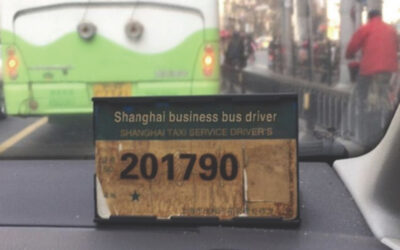 Shanghai business bus driver
SHANGHAI TAXI SERVICE DRIVER'S
201790